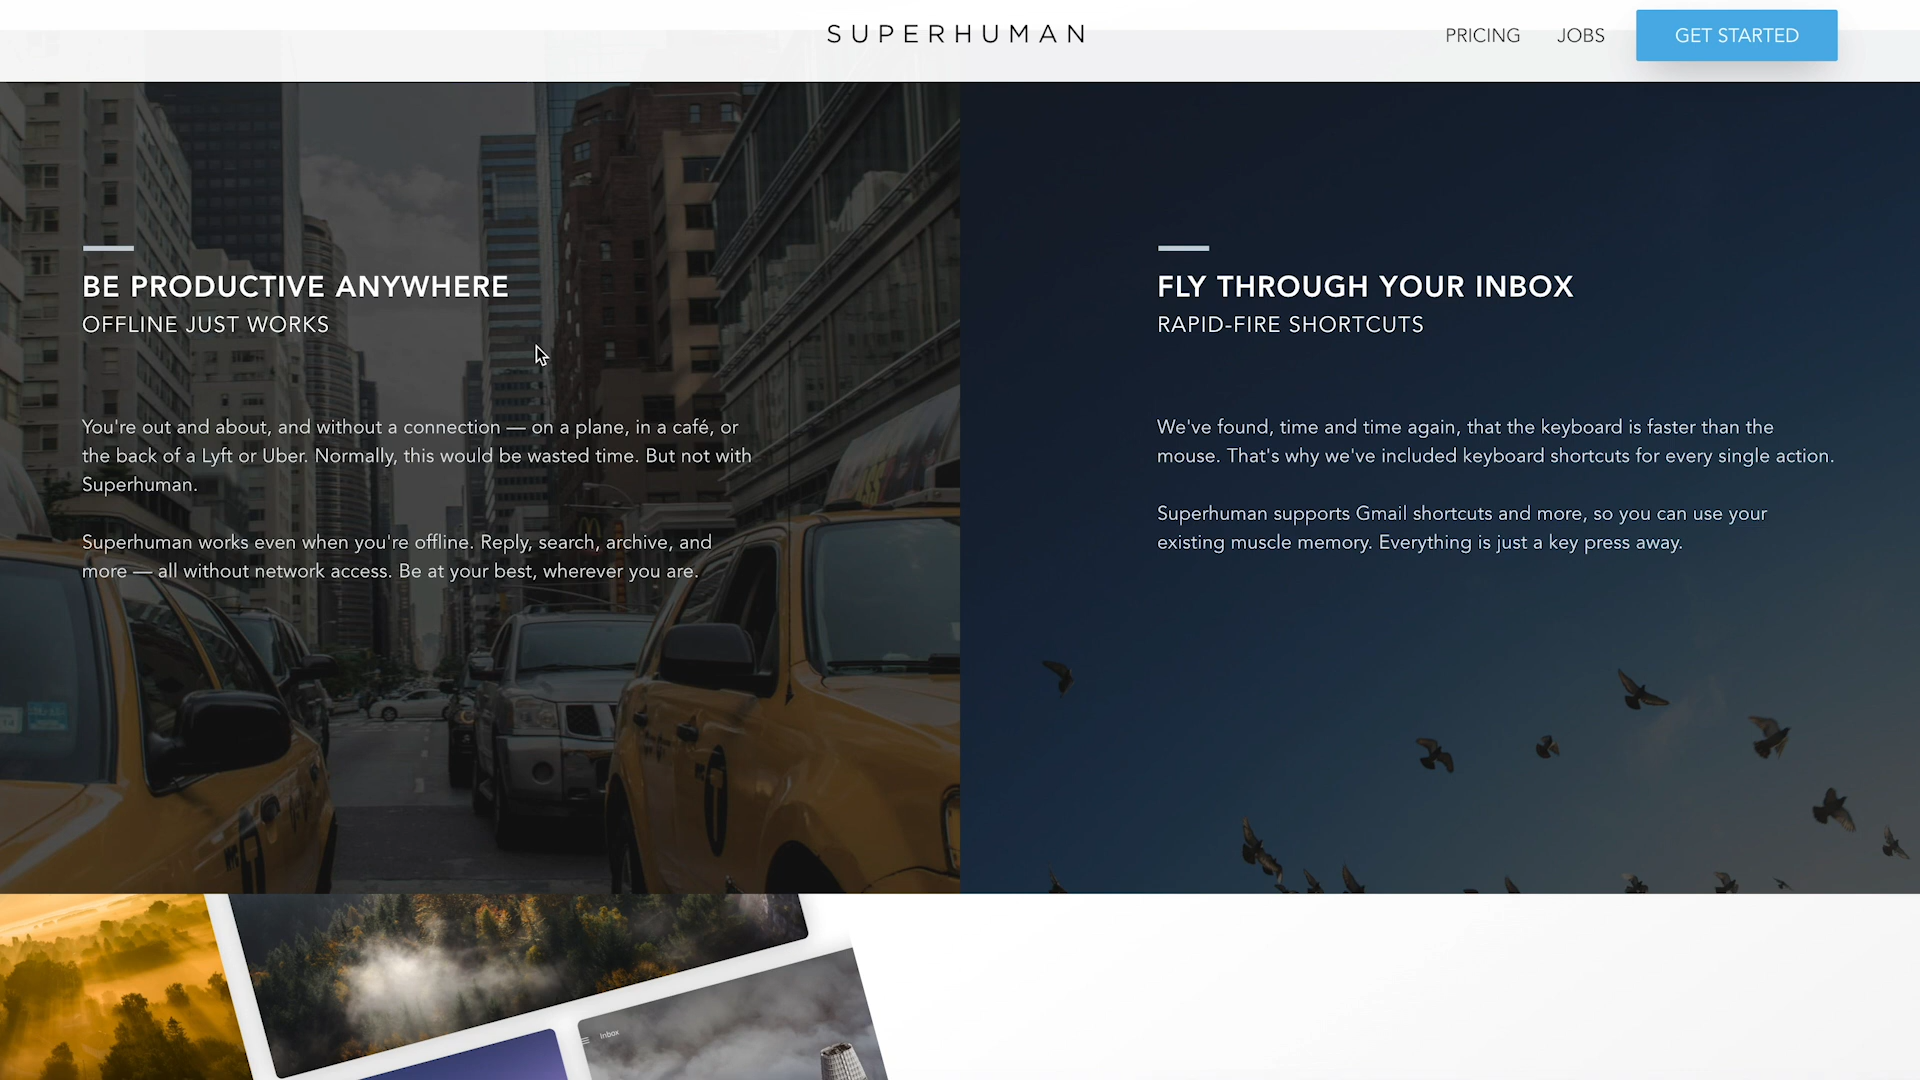 SUPERHUMAN
PRICING
JOBS
GET STARTED
BE PRODUCTIVE ANYWHERE
OFFLINE JUST WORKS
You're out and about, and without a connection — on a plane, in a café, or
the back of a Lyft or Uber. Normally, this would be wasted time. But not with
Superhuman.
Superhuman works even when you're offline. Reply, search, archive, and
more — all without network access. Be at your best, wherever you are.
FLY THROUGH YOUR INBOX
RAPID-FIRE SHORTCUTS
We've found, time and time again, that the keyboard is faster than the
mouse. That's why we've included keyboard shortcuts for every single action.
Superhuman supports Gmail shortcuts and more, so you can use your
existing muscle memory. Everything is just a key press away.
Inbox